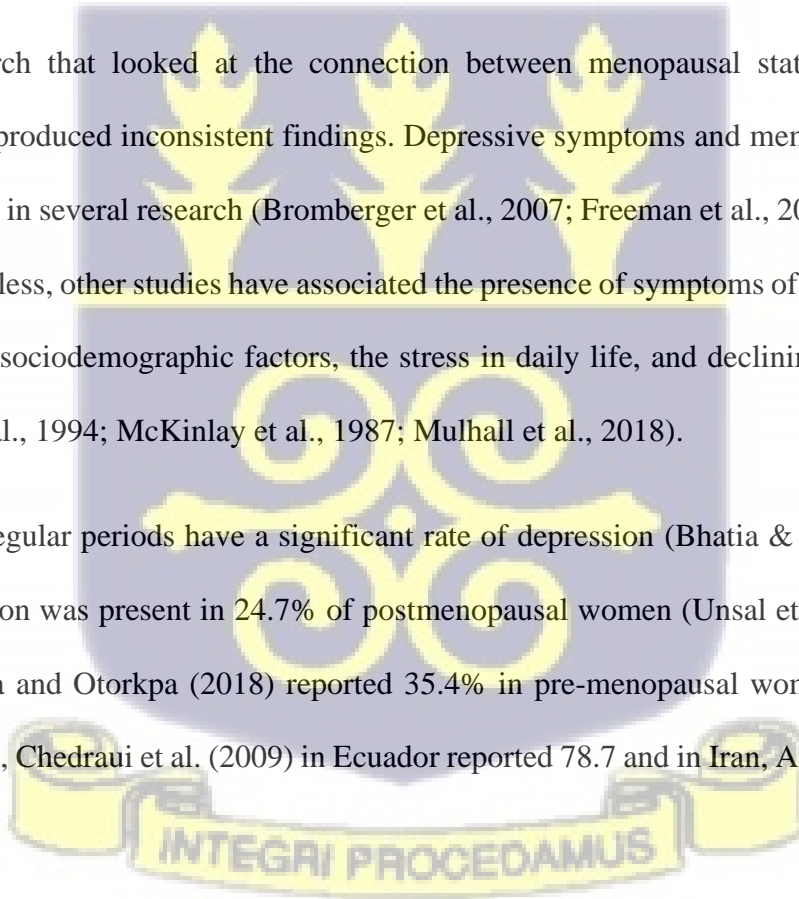 rch that looked at the connection between menopausal stat
produced inconsistent findings. Depressive symptoms and men
in several research (Bromberger et al., 2007; Freeman et al., 20
less, other studies have associated the presence of symptoms of
sociodemographic factors, the stress in daily life, and declinin
al., 1994; McKinlay et al., 1987; Mulhall et al., 2018).
egular periods have a significant rate of depression (Bhatia &
on was present in 24.7% of postmenopausal women (Unsal et
a and Otorkpa (2018) reported 35.4% in pre-menopausal wom
, Chedraui et al. (2009) in Ecuador reported 78.7 and in Iran, A
INTEGRI PROCEDAMUS